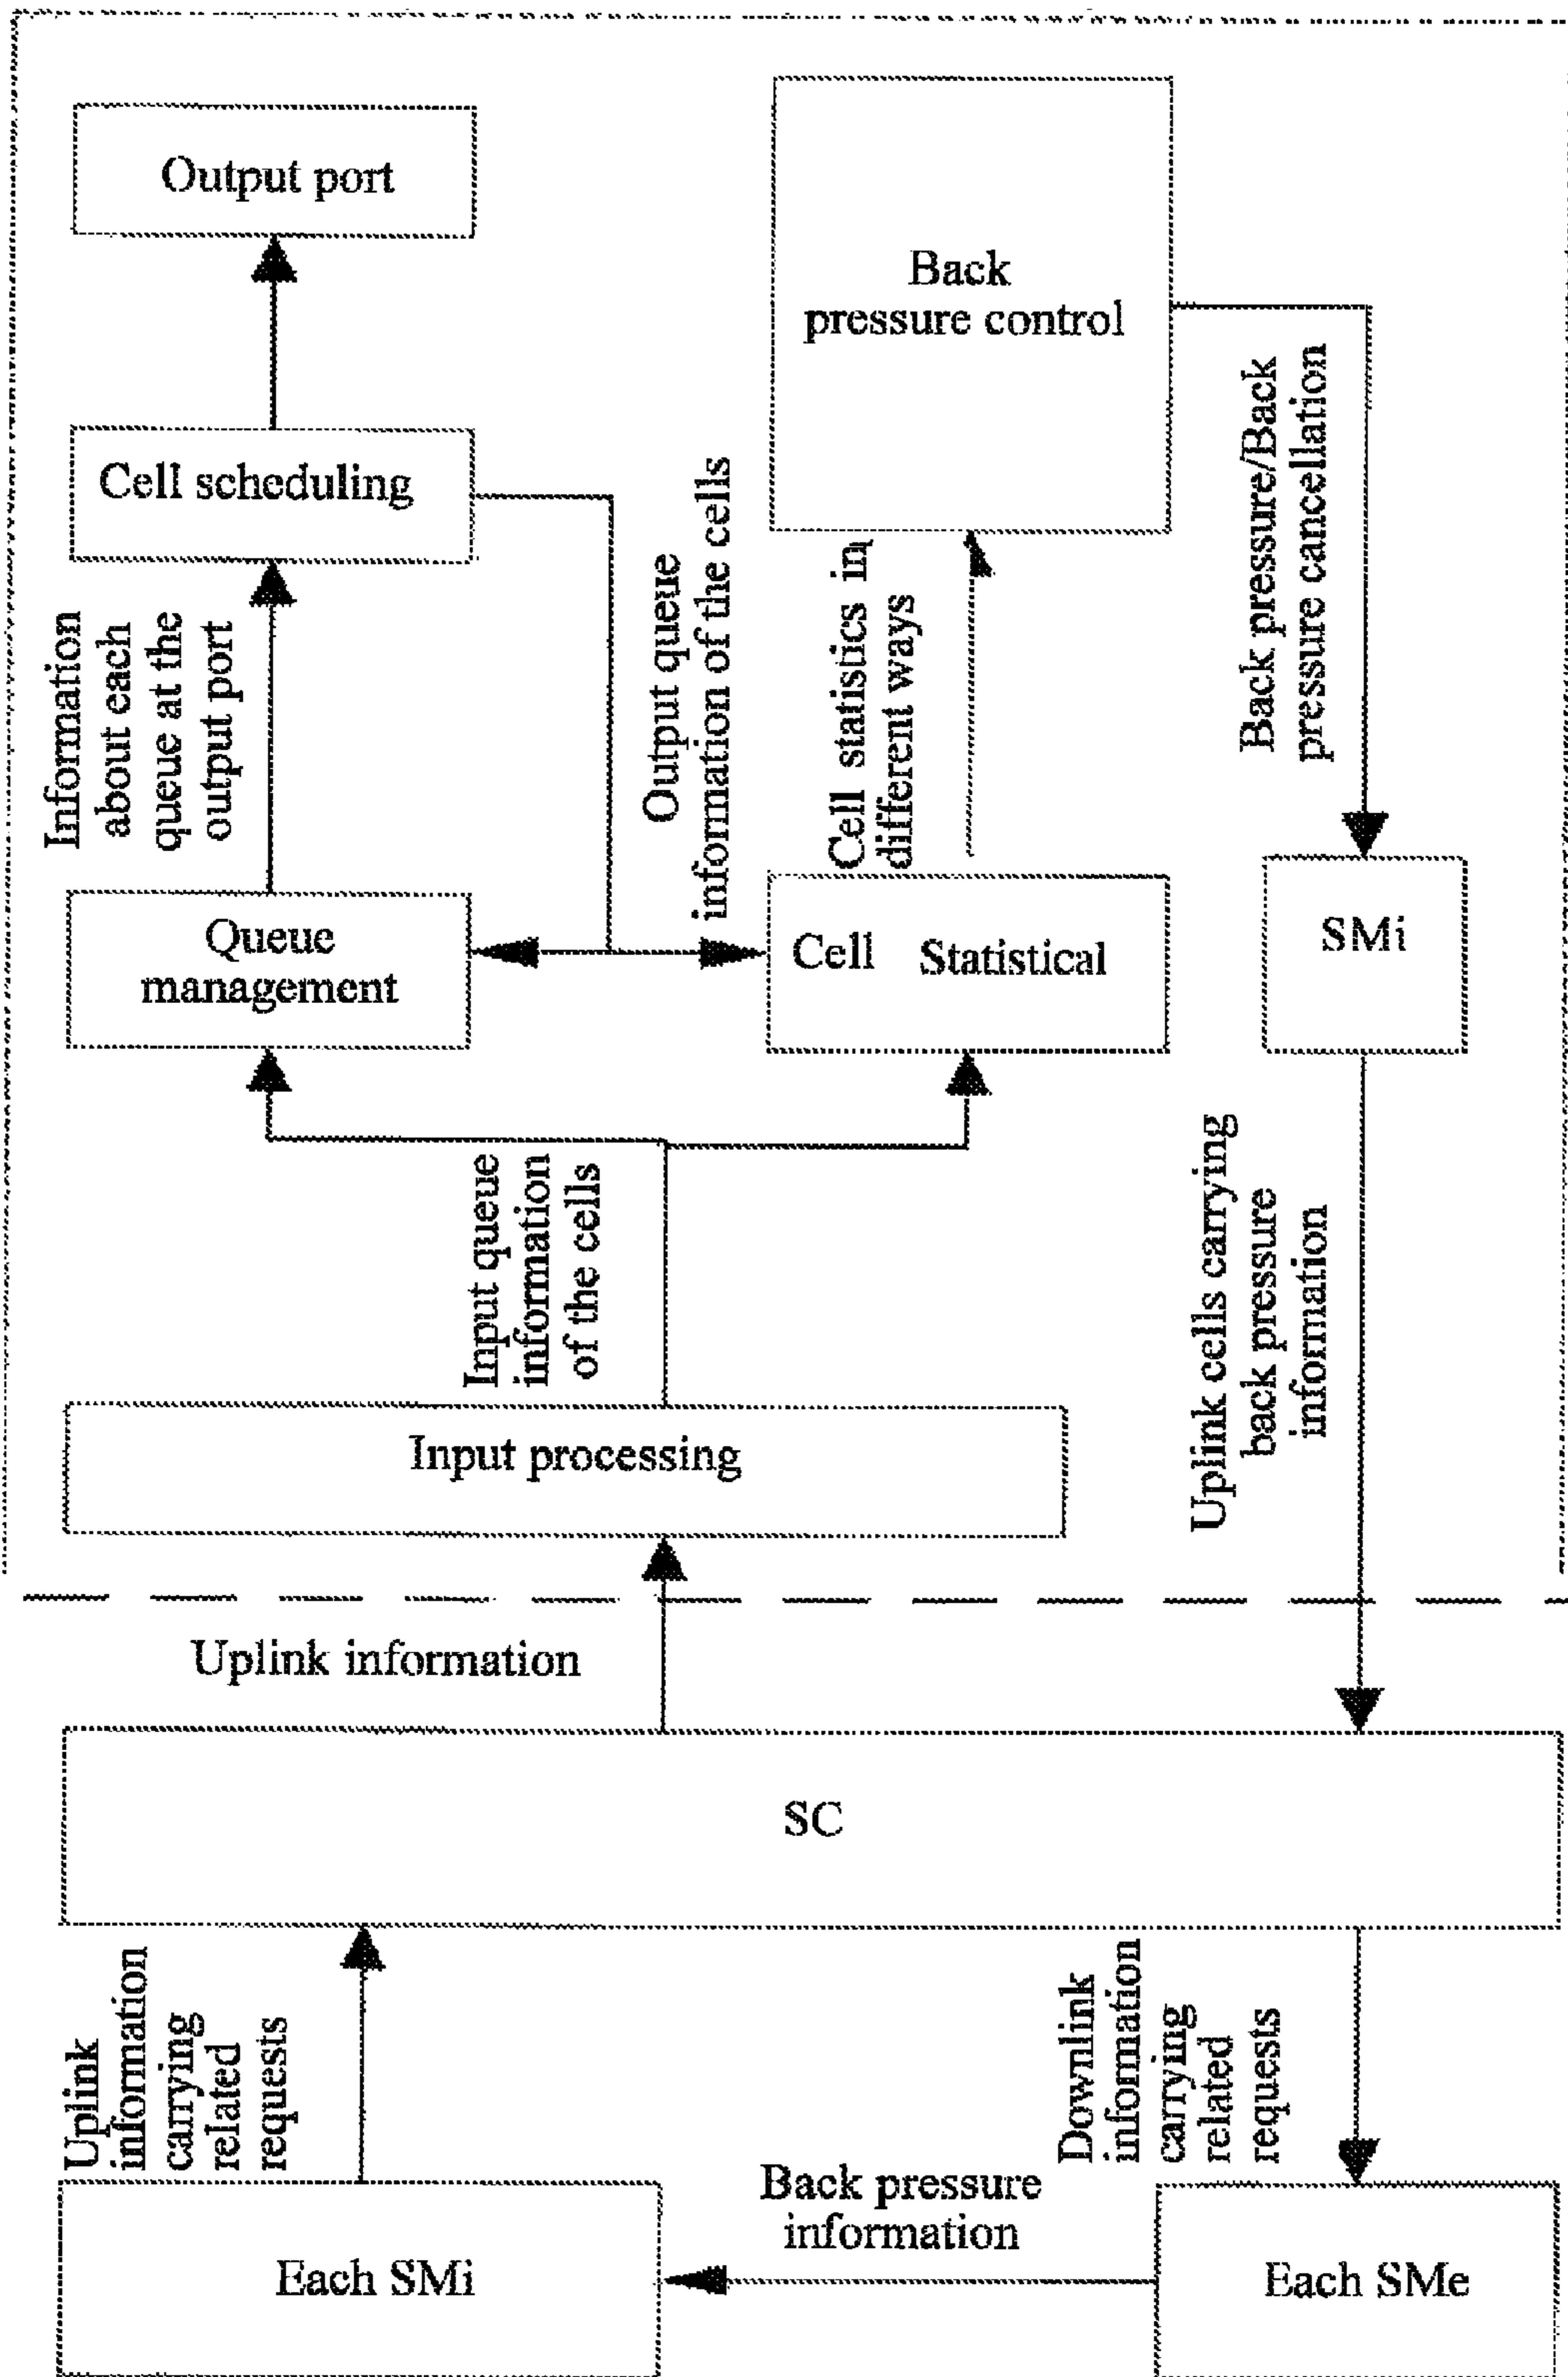 Output port
Back
pressure control
Cell scheduling
Information
about each
queue at the
output port
Output queue
information of the cells
Cell statistics in
different ways
Back pressure/Back
pressure cancellation
Queue
management
Cell Statistical
SMi
Input queue
information
of the cells
Uplink cells carrying
back pressure
information
Input processing
Uplink information
SC
Uplink
information
carrying
related
requests
Downlink
information
carrying
related
requests
Back pressure
information
Each SMi
Each SMe